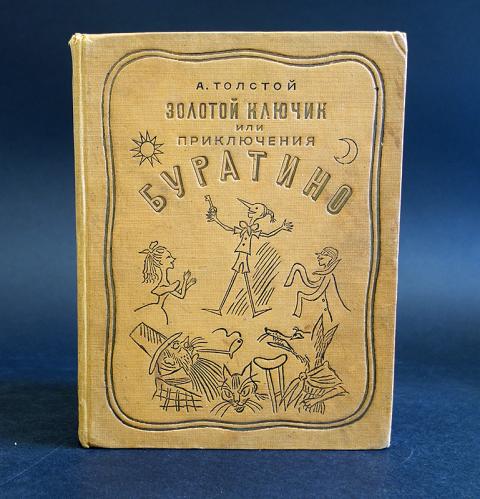 А. ТОЛСТОЙ
ЗОЛОТОЙ КЛЮЧИК
ИЛИ
ПРИКЛЮЧЕНИЯ
БУРАТИНО